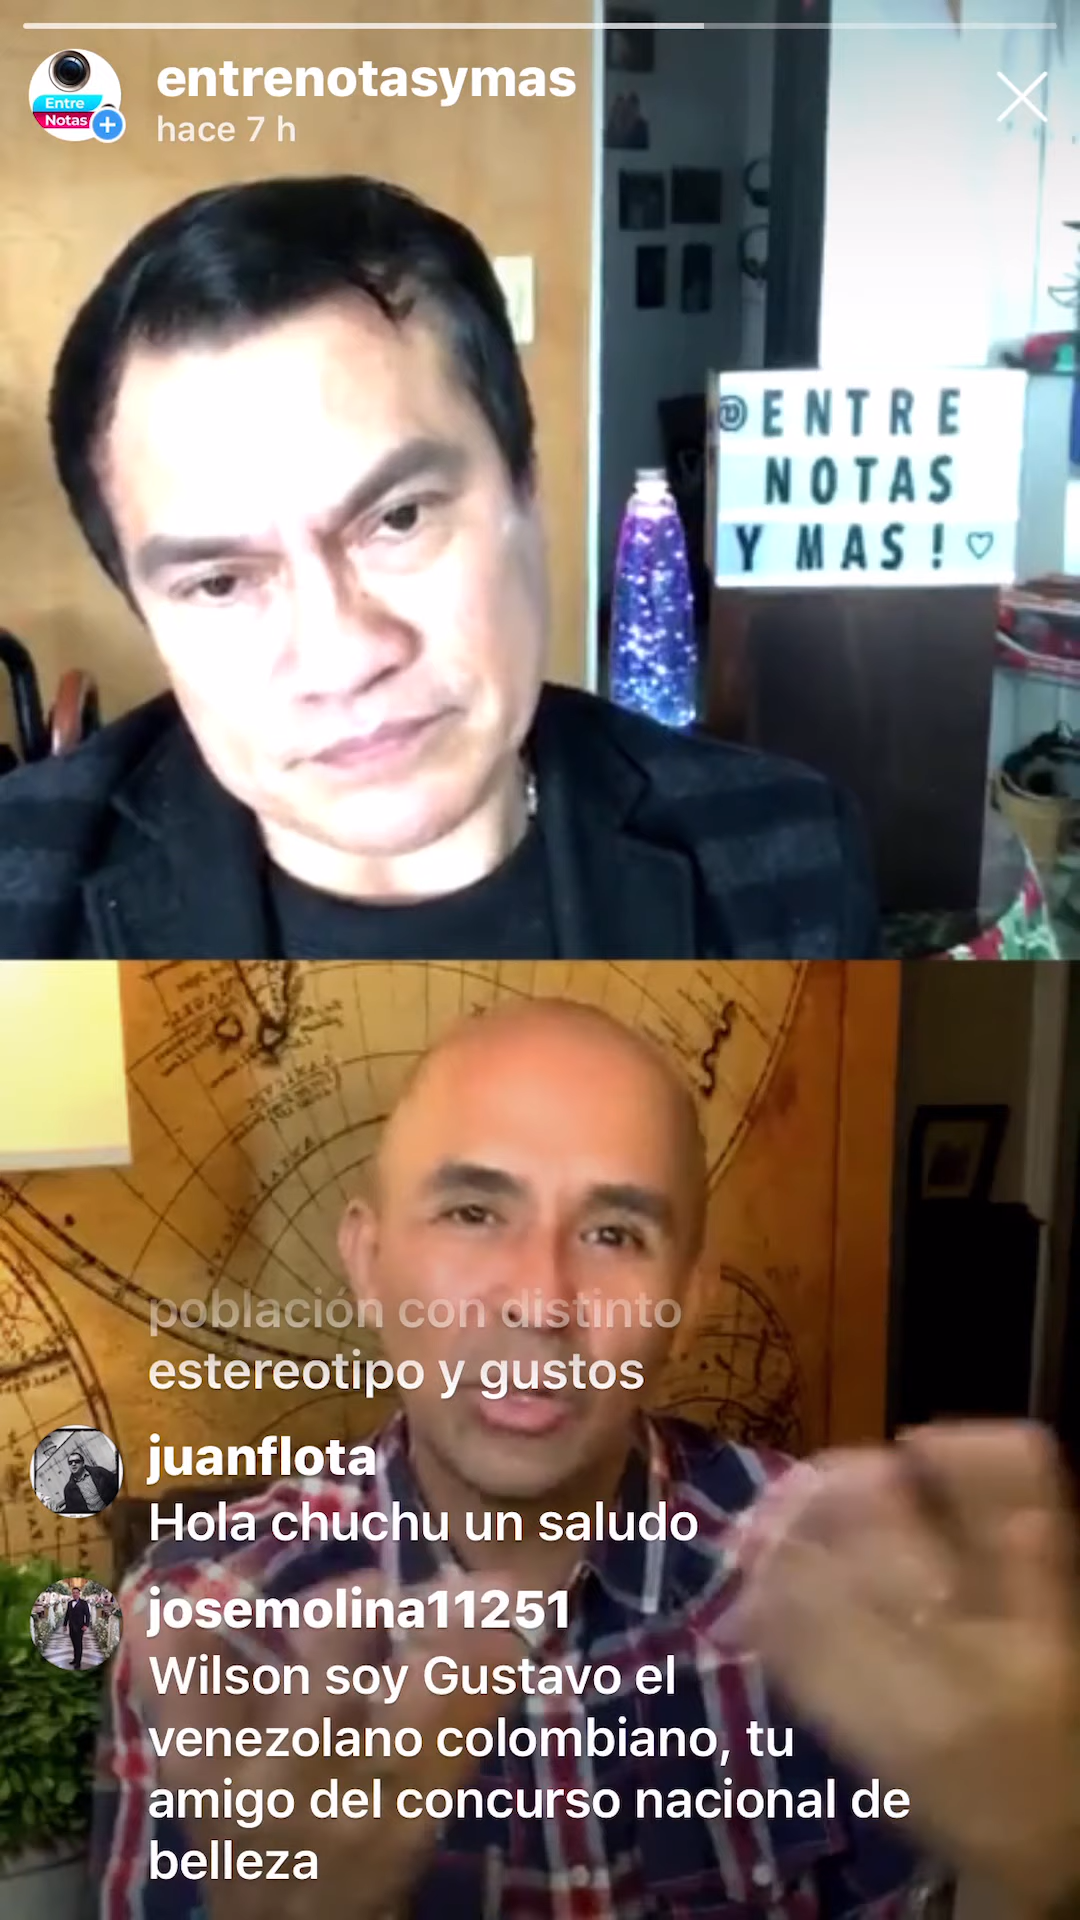 entrenotasymas
hace 7 h
Entre
Notas
@ENTRE
NOTAS
Y MAS!♡
población con distinto
estereotipo y gustos
juanflota
Hola chuchu un saludo
josemolina11251
Wilson soy Gustavo el
venezolano colombiano, tu
amigo del concurso nacional de
belleza